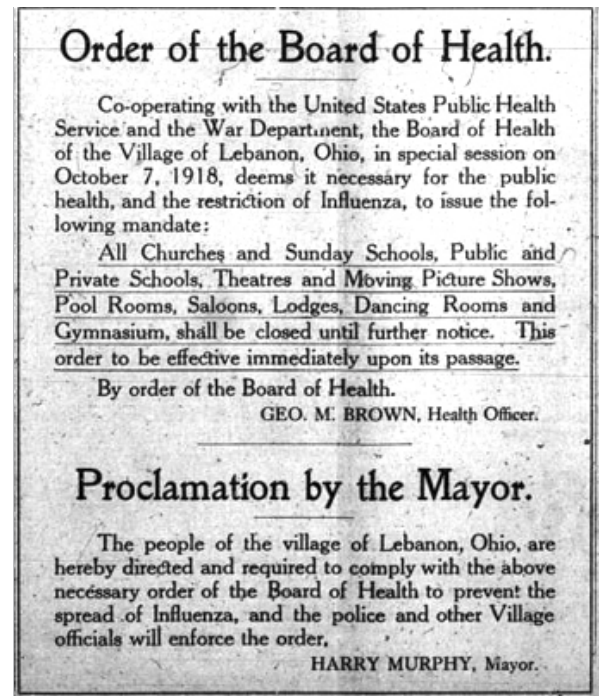 Order of the Board of Health.
Co-operating with the United States Public Health
Service and the War Department, the Board of Health
of the Village of Lebanon, Ohio, in special session on
October 7, 1918, deems it necessary for the public
health, and the restriction of Influenza, to issue the fol-
lowing mandate:
All Churches and Sunday Schools, Public and
Private Schools, Theatres and Moving Picture Shows,
Pool Rooms, Saloons, Lodges, Dancing Rooms and
Gymnasium, shall be closed until further notice. This
order to be effective immediately upon its passage.
By order of the Board of Health.
GEO. M. BROWN, Health Officer.
Proclamation by the Mayor.
The people of the village of Lebanon, Ohio, are
hereby directed and required to comply with the above
necessary order of the Board of Health to prevent the
spread of Influenza, and the police and other Village
officials will enforce the order.
HARRY MURPHY, Mayor.